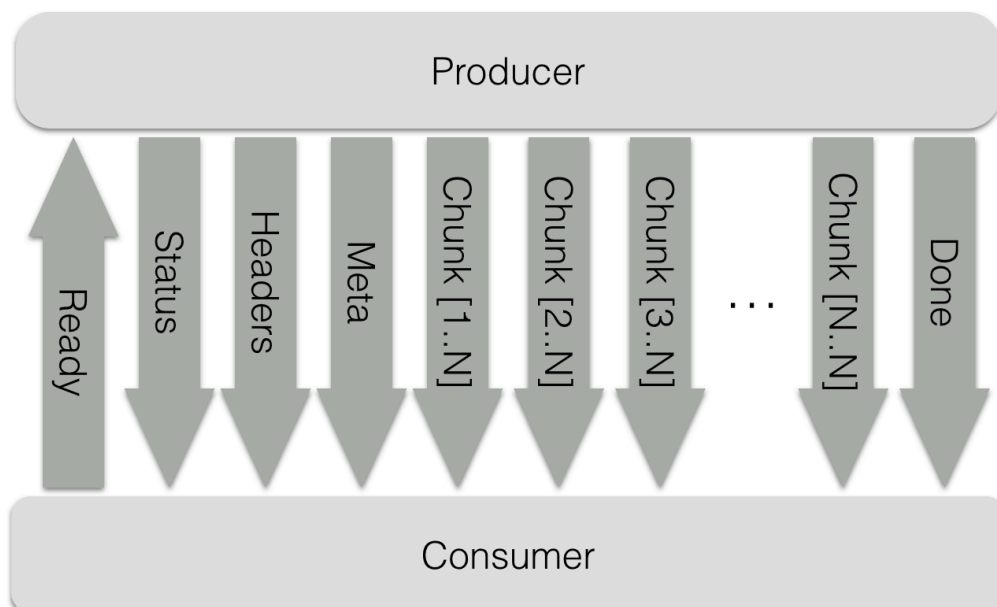 Producer
Ready
Status
Headers
Meta
Chunk [1..N]
Chunk [2..N]
Chunk [3..N]
...
Chunk [N..N]
Done
Consumer